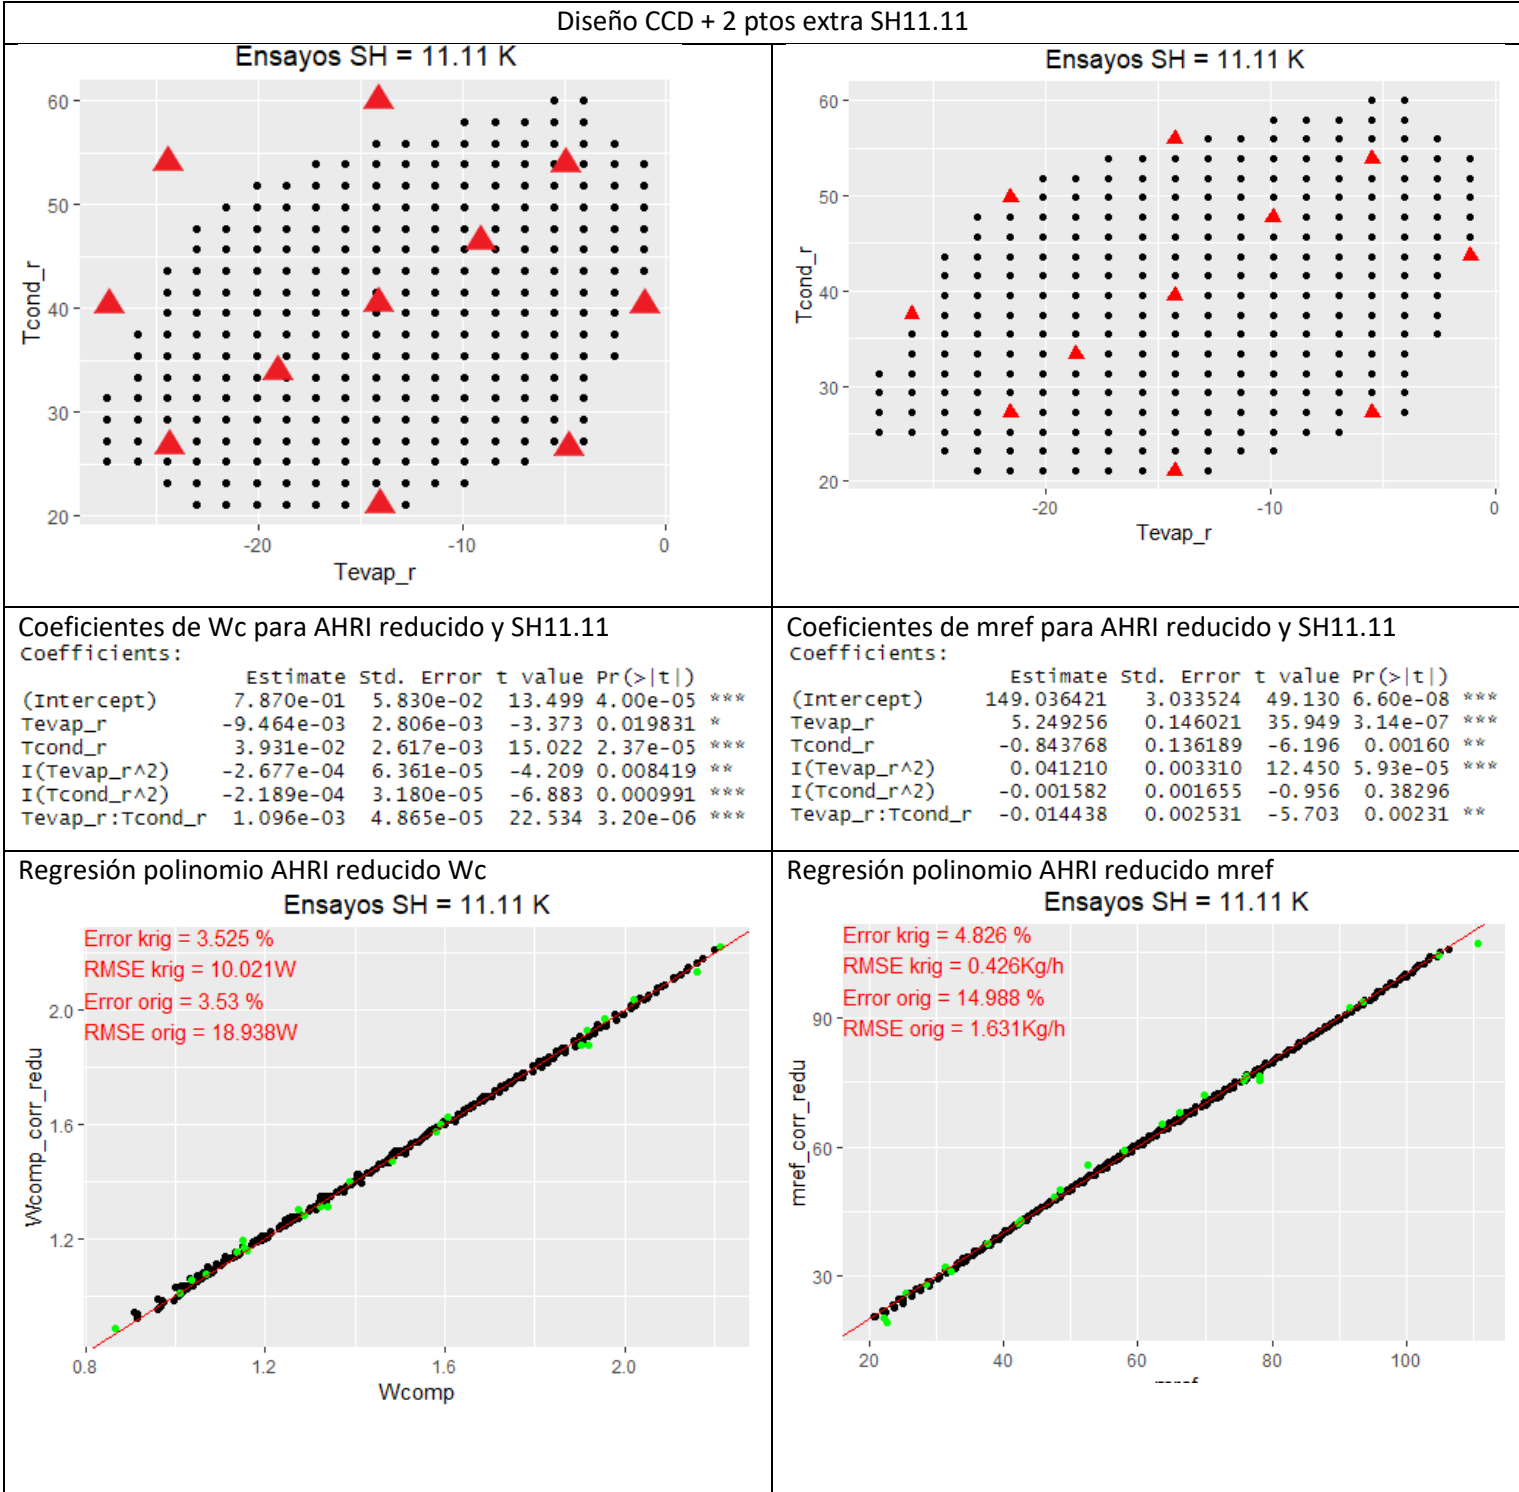 Diseño CCD + 2 ptos extra SH11.11
Ensayos SH = 11.11 K
60
50
40
30
20
Tcond_r
-20
-10
0
Tevap_r
Ensayos SH = 11.11 K
60
50
40
30
20
Tcond_r
-20
-10
0
Tevap_r
Coeficientes de Wc para AHRI reducido y SH11.11
Coefficients:
Estimate Std. Error t value Pr(>|t|)
(Intercept) 7.870e-01 5.830e-02 13.499 4.00e-05 ***
Tevap_r -9.464e-03 2.806e-03 -3.373 0.019831 *
Tcond_r 3.931e-02 2.617e-03 15.022 2.37e-05 ***
I(Tevap_r^2) -2.677e-04 6.361e-05 -4.209 0.008419 **
I(Tcond_r^2) -2.189e-04 3.180e-05 -6.883 0.000991 ***
Tevap_r:Tcond_r 1.096e-03 4.865e-05 22.534 3.20e-06 ***
Coeficientes de mref para AHRI reducido y SH11.11
Coefficients:
Estimate Std. Error t value Pr(>|t|)
(Intercept) 149.036421 3.033524 49.130 6.60e-08 ***
Tevap_r 5.249256 0.146021 35.949 3.14e-07 ***
Tcond_r -0.843768 0.136189 -6.196 0.00160 **
I(Tevap_r^2) 0.041210 0.003310 12.450 5.93e-05 ***
I(Tcond_r^2) -0.001582 0.001655 -0.956 0.38296
Tevap_r:Tcond_r -0.014438 0.002531 -5.703 0.00231 **
Regresión polinomio AHRI reducido Wc
Ensayos SH = 11.11 K
Error krig = 3.525 %
RMSE krig = 10.021W
Error orig = 3.53 %
RMSE orig = 18.938W
2.0
1.6
1.2
Wcomp_corr_redu
0.8
1.2
1.6
2.0
Wcomp
Regresión polinomio AHRI reducido mref
Ensayos SH = 11.11 K
Error krig = 4.826 %
RMSE krig = 0.426Kg/h
Error orig = 14.988 %
RMSE orig = 1.631Kg/h
90
60
30
mref_corr_redu
20
40
60
80
100